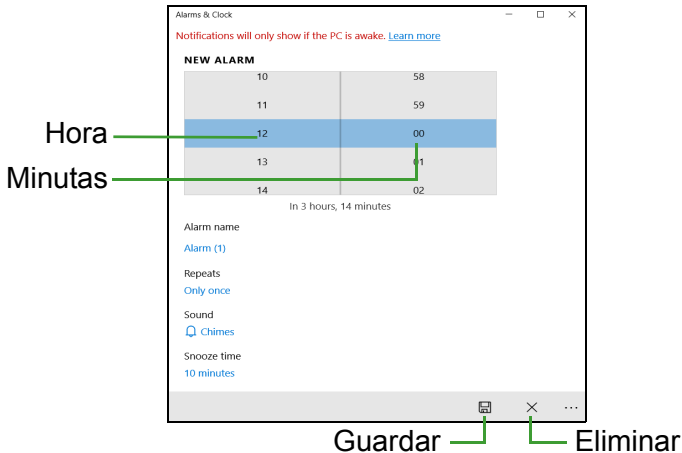 Alarms & Clock
Notifications will only show if the PC is awake. Learn more
NEW ALARM
10 58
11 59
Hora
12 00
13 01
Minutas
14 02
In 3 hours, 14 minutes
Alarm name
Alarm (1)
Repeats
Only once
Sound
Chimes
Snooze time
10 minutes
Guardar
Eliminar